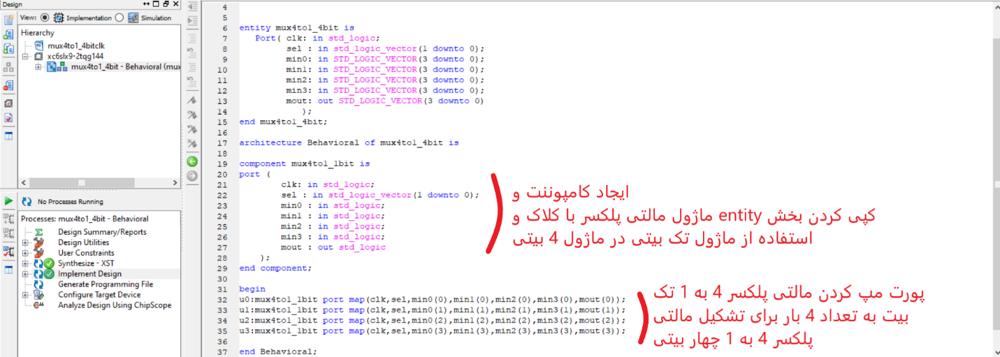 Design
View:
Implementation
Simulation
Hierarchy
mux4to1_4bitclk
xc6slx9-2tqg144
mux4to1_4bit - Behavioral (mux
No Processes Running
Processes: mux4to1_4bit - Behavioral
Design Summary/Reports
Design Utilities
User Constraints
Synthesize - XST
Implement Design
Generate Programming File
Configure Target Device
Analyze Design Using ChipScope
4
5
6 entity mux4to1_4bit is
7 Port( clk: in std_logic;
8 sel : in std_logic_vector(1 downto 0);
9 min0: in STD_LOGIC_VECTOR(3 downto 0);
10 min1: in STD_LOGIC_VECTOR(3 downto 0);
11 min2: in STD_LOGIC_VECTOR(3 downto 0);
12 min3: in STD_LOGIC_VECTOR(3 downto 0);
13 mout: out STD_LOGIC_VECTOR(3 downto 0)
14 );
15 end mux4to1_4bit;
16
17 architecture Behavioral of mux4to1_4bit is
18
19 component mux4to1_1bit is
20 port (
21 clk: in std_logic;
22 sel : in std_logic_vector(1 downto 0);
23 min0 : in std_logic;
24 min1 : in std_logic;
25 min2 : in std_logic;
26 min3 : in std_logic;
27 mout : out std_logic
28 );
29 end component;
30
31 begin
32 u0:mux4to1_1bit port map(clk,sel,min0(0),min1(0),min2(0),min3(0),mout(0));
33 u1:mux4to1_1bit port map(clk,sel,min0(1),min1(1),min2(1),min3(1),mout(1));
34 u2:mux4to1_1bit port map(clk,sel,min0(2),min1(2),min2(2),min3(2),mout(2));
35 u3:mux4to1_1bit port map(clk,sel,min0(3),min1(3),min2(3),min3(3),mout(3));
36
37 end Behavioral;
ایجاد کامپوننت و
کپی کردن بخش entity ماژول مالتی پلکسر با کلاک و
استفاده از ماژول تک بیتی در ماژول 4 بیتی
پورت مپ کردن مالتی پلکسر 4 به 1 تک
بیت به تعداد 4 بار برای تشکیل مالتی
پلکسر 4 به 1 چهار بیتی